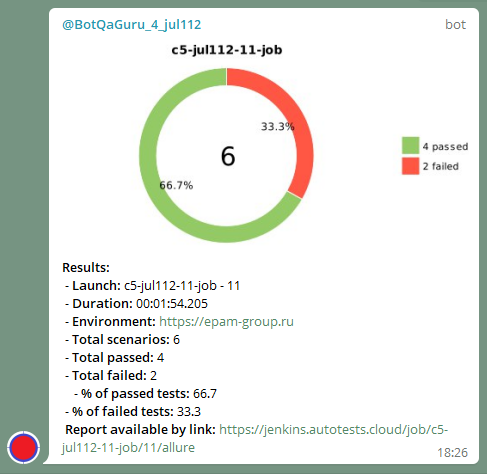 @BotQaGuru_4_jul112 bot
c5-jul112-11-job
33.3%
4 passed
6
2 failed
66.7%
Results:
- Launch: c5-jul112-11-job - 11
- Duration: 00:01:54.205
- Environment: https://epam-group.ru
- Total scenarios: 6
- Total passed: 4
- Total failed: 2
- % of passed tests: 66.7
- % of failed tests: 33.3
Report available by link: https://jenkins.autotests.cloud/job/c5-
jul112-11-job/11/allure
18:26